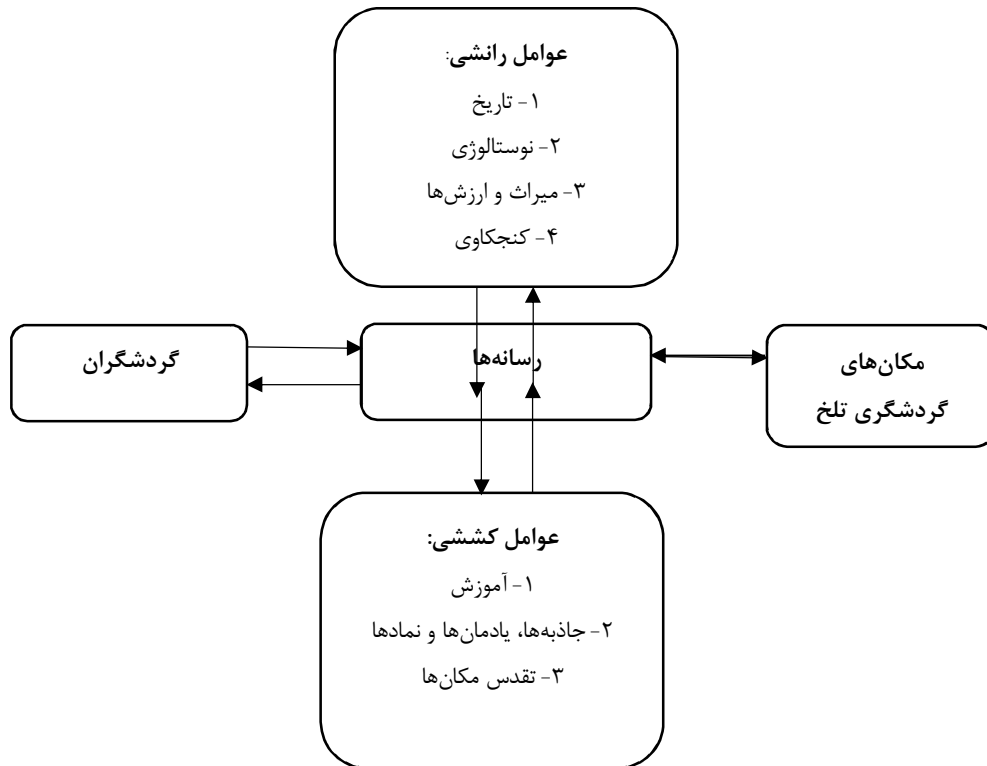 عوامل رانشی:
۱- تاریخ
۲- نوستالوژی
۳- میراث و ارزش‌ها
۴- کنجکاوی
گردشگران
رسانه‌ها
مکان‌های
گردشگری تلخ
عوامل کششی:
۱- آموزش
۲- جاذبه‌ها، یادمان‌ها و نمادها
۳- تقدس مکان‌ها